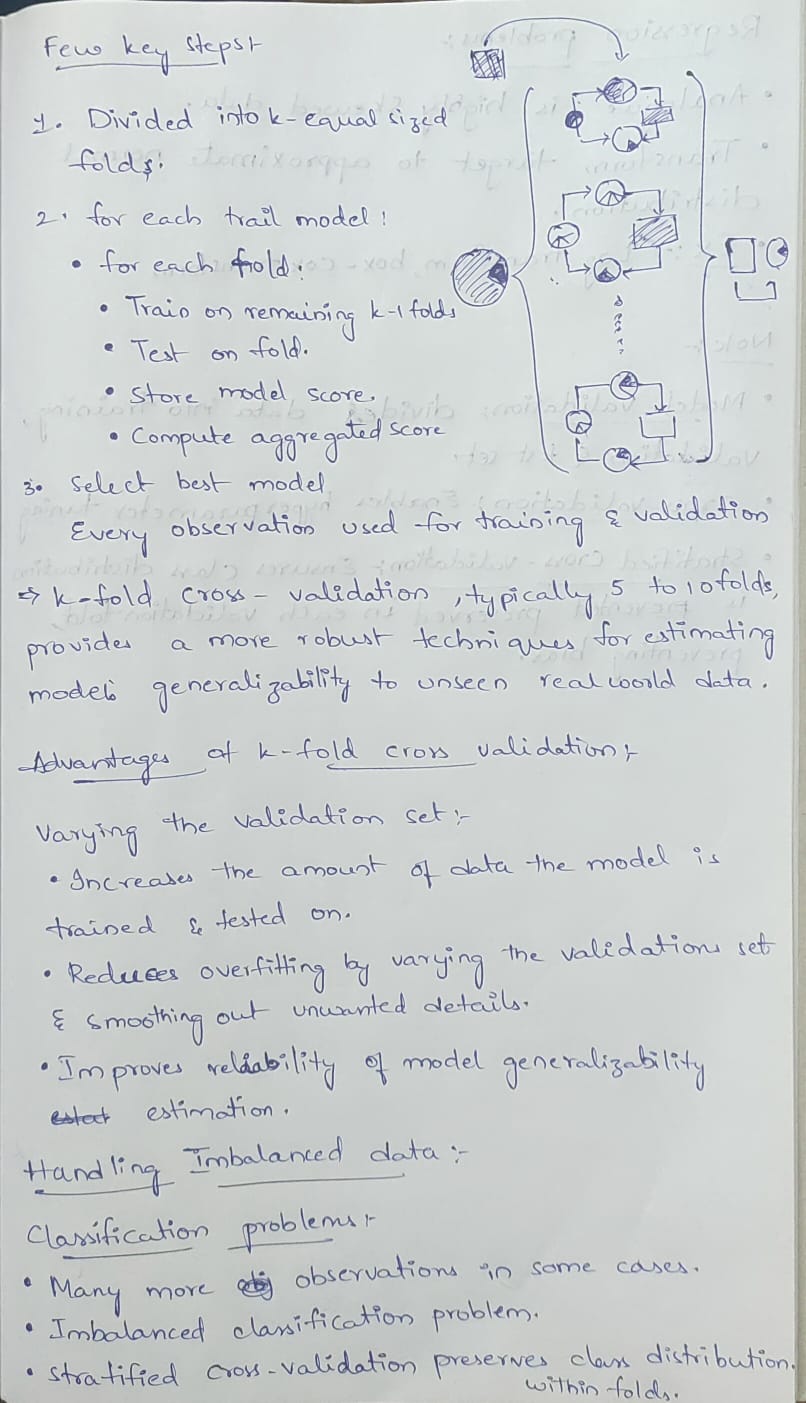 Few key steps:-
1. Divided into k-equal sized
folds:
2. for each trail model:
• for each fold:
• Train on remaining k-1 folds
• Test on fold.
• Store model score.
• Compute aggregated score
3. Select best model
Every observation used for training & validation
⇒ k-fold cross-validation, typically 5 to 10 folds,
provides a more robust techniques for estimating
models generalizability to unseen real world data.
Advantages of k-fold cross validation:-
Varying the validation set:-
• Increases the amount of data the model is
trained & tested on.
• Reduces overfitting by varying the validations set
& smoothing out unwanted details.
• Improves reliability of model generalizability
estimation.
Handling Imbalanced data:-
Classification problems:-
• Many more observations in some cases.
• Imbalanced classification problem.
• Stratified cross-validation preserves class distribution.
within folds.